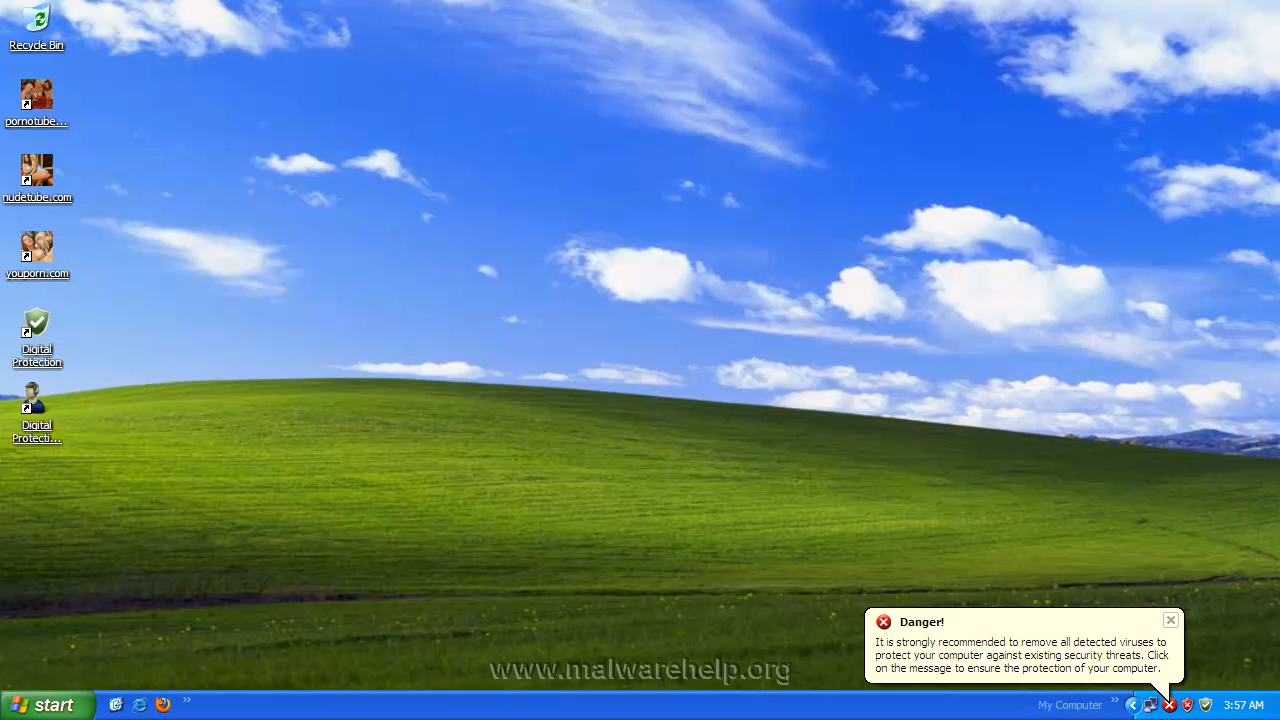 Recycle Bin
pornotube...
nudetube.com
youporn.com
Digital
Protection
Digital
Protecti...
Danger!
It is strongly recommended to remove all detected viruses to
protect your computer against existing security threats. Click
on the message to ensure the protection of your computer.
www.malwarehelp.org
start
My Computer
3:57 AM